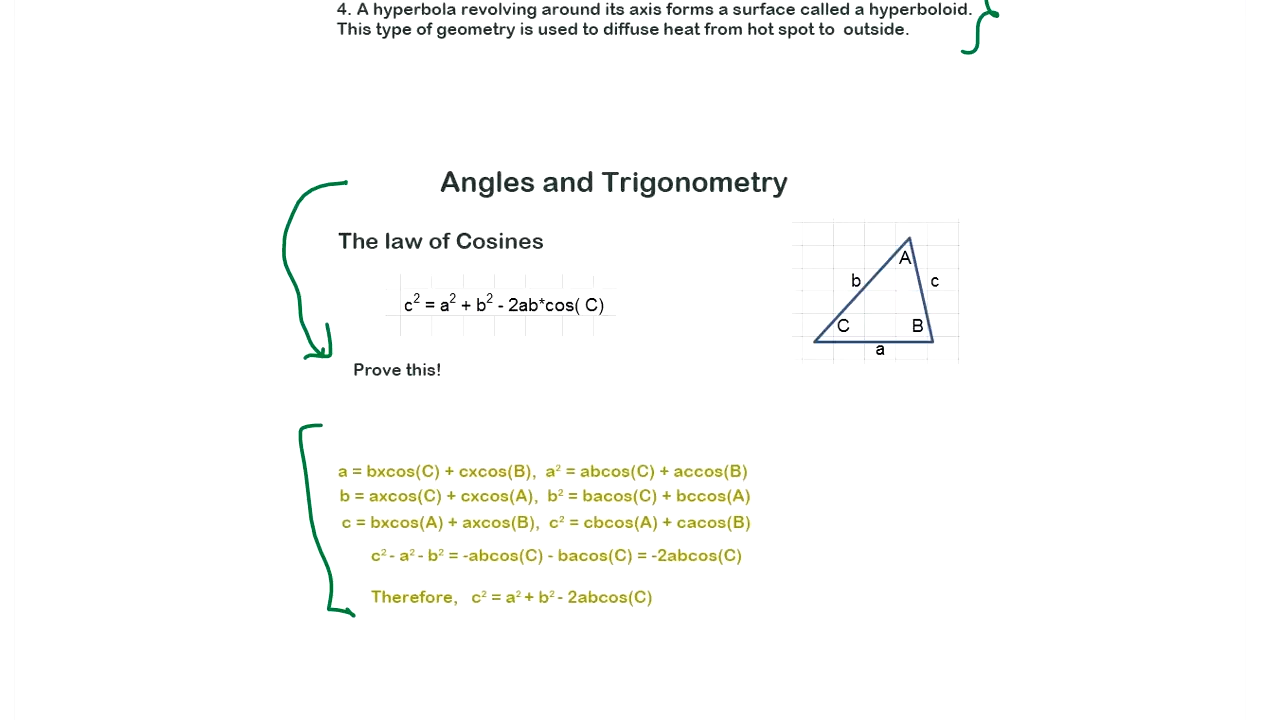 4. A hyperbola revolving around its axis forms a surface called a hyperboloid.
This type of geometry is used to diffuse heat from hot spot to outside.
Angles and Trigonometry
The law of Cosines
c² = a² + b² - 2ab*cos( C)
A
b
c
C
B
a
Prove this!
a = bxcos(C) + cxcos(B), a² = abcos(C) + accos(B)
b = axcos(C) + cxcos(A), b² = bacos(C) + bccos(A)
c = bxcos(A) + axcos(B), c² = cbcos(A) + cacos(B)
c² - a² - b² = -abcos(C) - bacos(C) = -2abcos(C)
Therefore, c² = a² + b² - 2abcos(C)